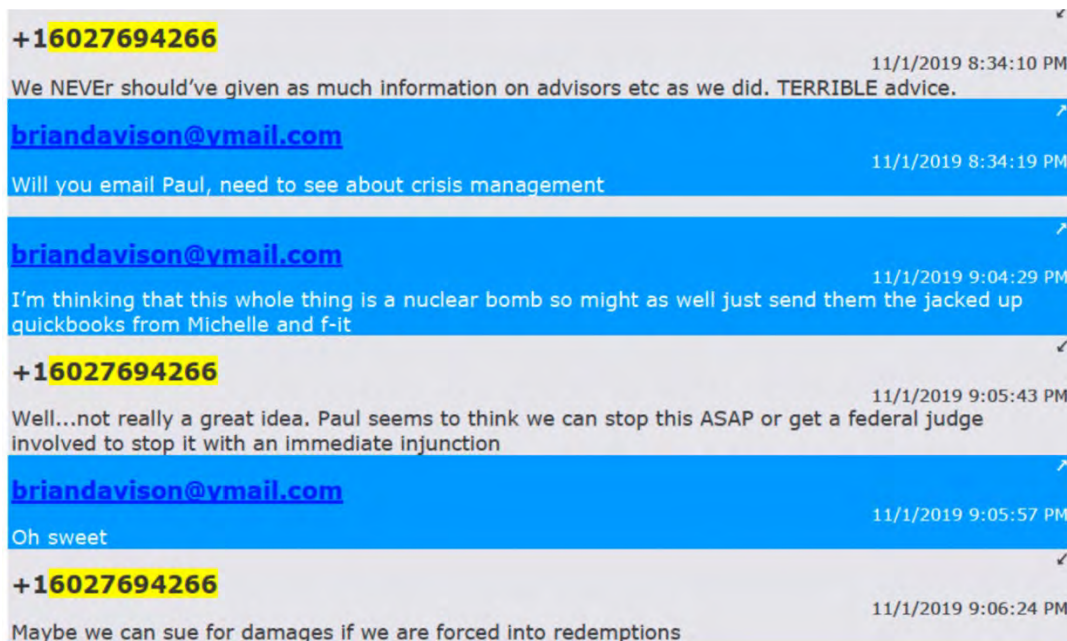 +16027694266
11/1/2019 8:34:10 PM
We NEVEr should've given as much information on advisors etc as we did. TERRIBLE advice.
briandavison@ymail.com
11/1/2019 8:34:19 PM
Will you email Paul, need to see about crisis management
briandavison@ymail.com
11/1/2019 9:04:29 PM
I'm thinking that this whole thing is a nuclear bomb so might as well just send them the jacked up
quickbooks from Michelle and f-it
+16027694266
11/1/2019 9:05:43 PM
Well...not really a great idea. Paul seems to think we can stop this ASAP or get a federal judge
involved to stop it with an immediate injunction
briandavison@ymail.com
11/1/2019 9:05:57 PM
Oh sweet
+16027694266
11/1/2019 9:06:24 PM
Maybe we can sue for damages if we are forced into redemptions